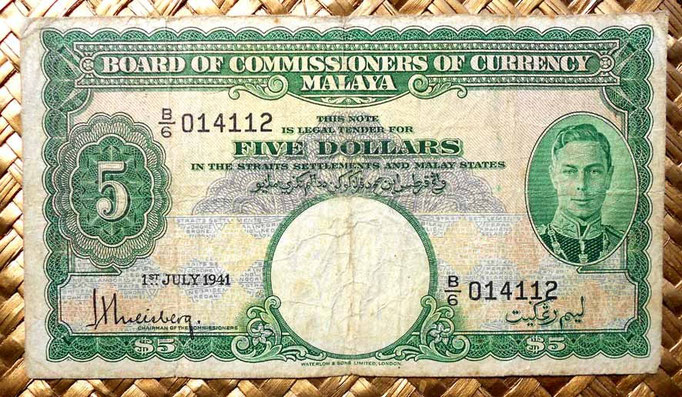 BOARD OF COMMISSIONERS OF CURRENCY
MALAYA
B/6 014112
THIS NOTE
IS LEGAL TENDER FOR
FIVE DOLLARS
IN THE STRAITS SETTLEMENTS AND MALAY STATES
5
1ST JULY 1941
B/6 014112
CHAIRMAN OF THE COMMISSIONERS
ليم رڠݢيت
$5
$5
WATERLOW & SONS LIMITED, LONDON.